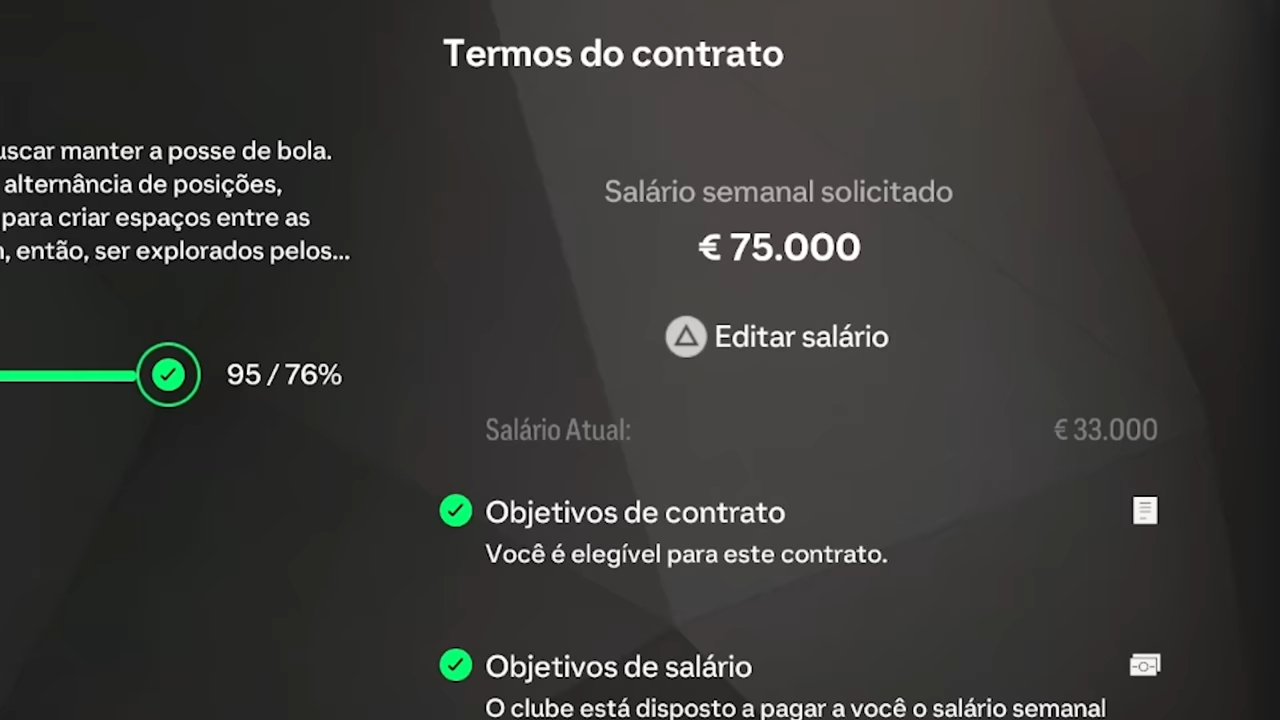 Termos do contrato
uscar manter a posse de bola.
alternância de posições,
para criar espaços entre as
então, ser explorados pelos...
Salário semanal solicitado
€ 75.000
Editar salário
95 / 76%
Salário Atual: € 33.000
Objetivos de contrato
Você é elegível para este contrato.
Objetivos de salário
O clube está disposto a pagar a você o salário semanal